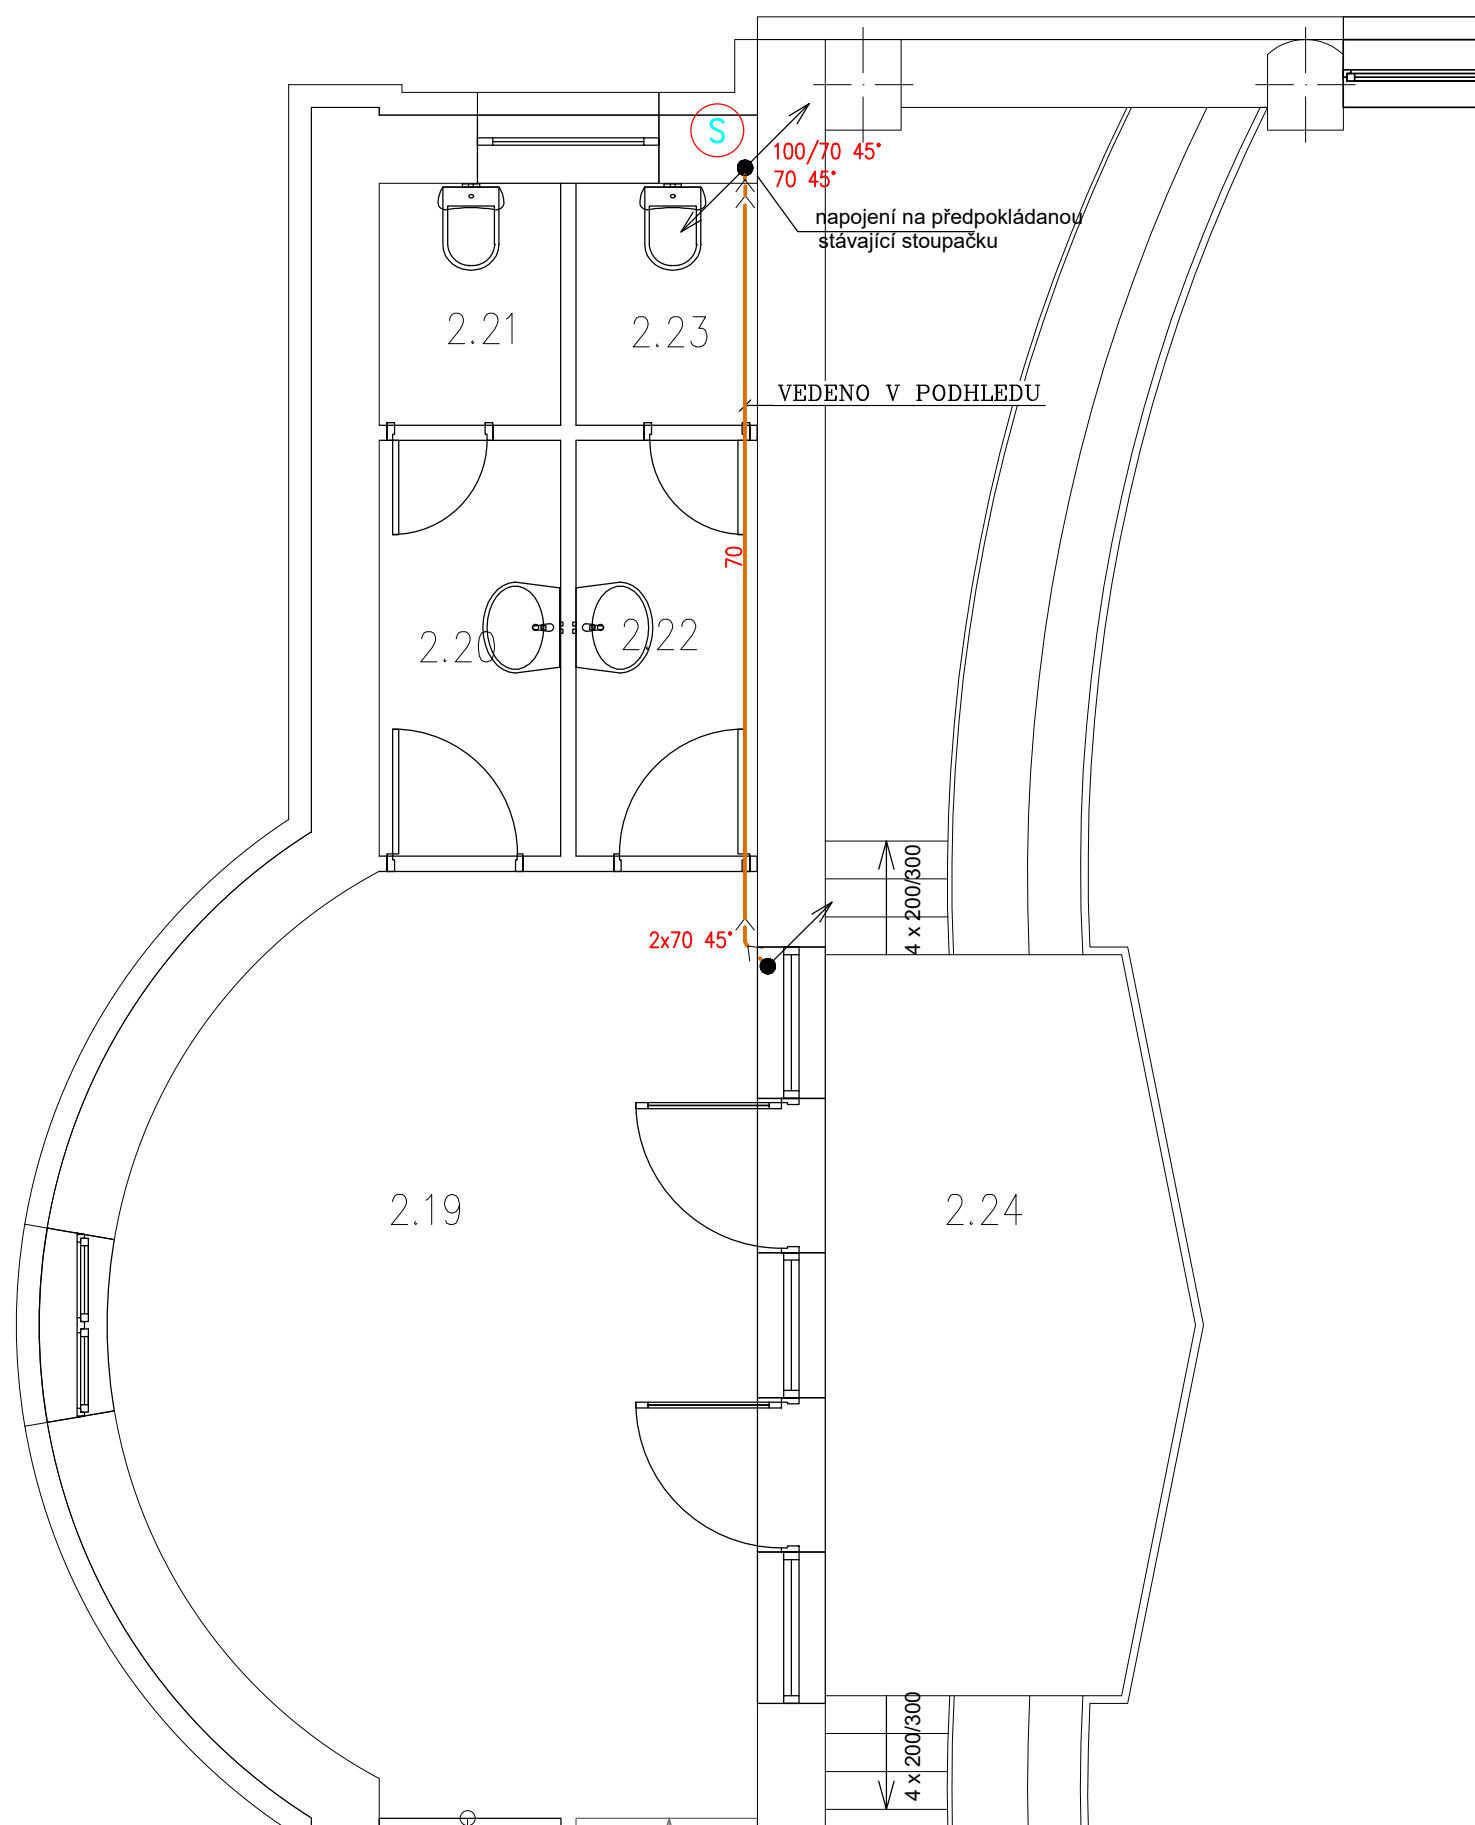 S
100/70 45°
70 45°
napojení na předpokládanou
stávající stoupačku
2.21
2.23
VEDENO V PODHLEDU
70
2.20
2.22
4 x 200/300
2x70 45°
2.19
2.24
4 x 200/300